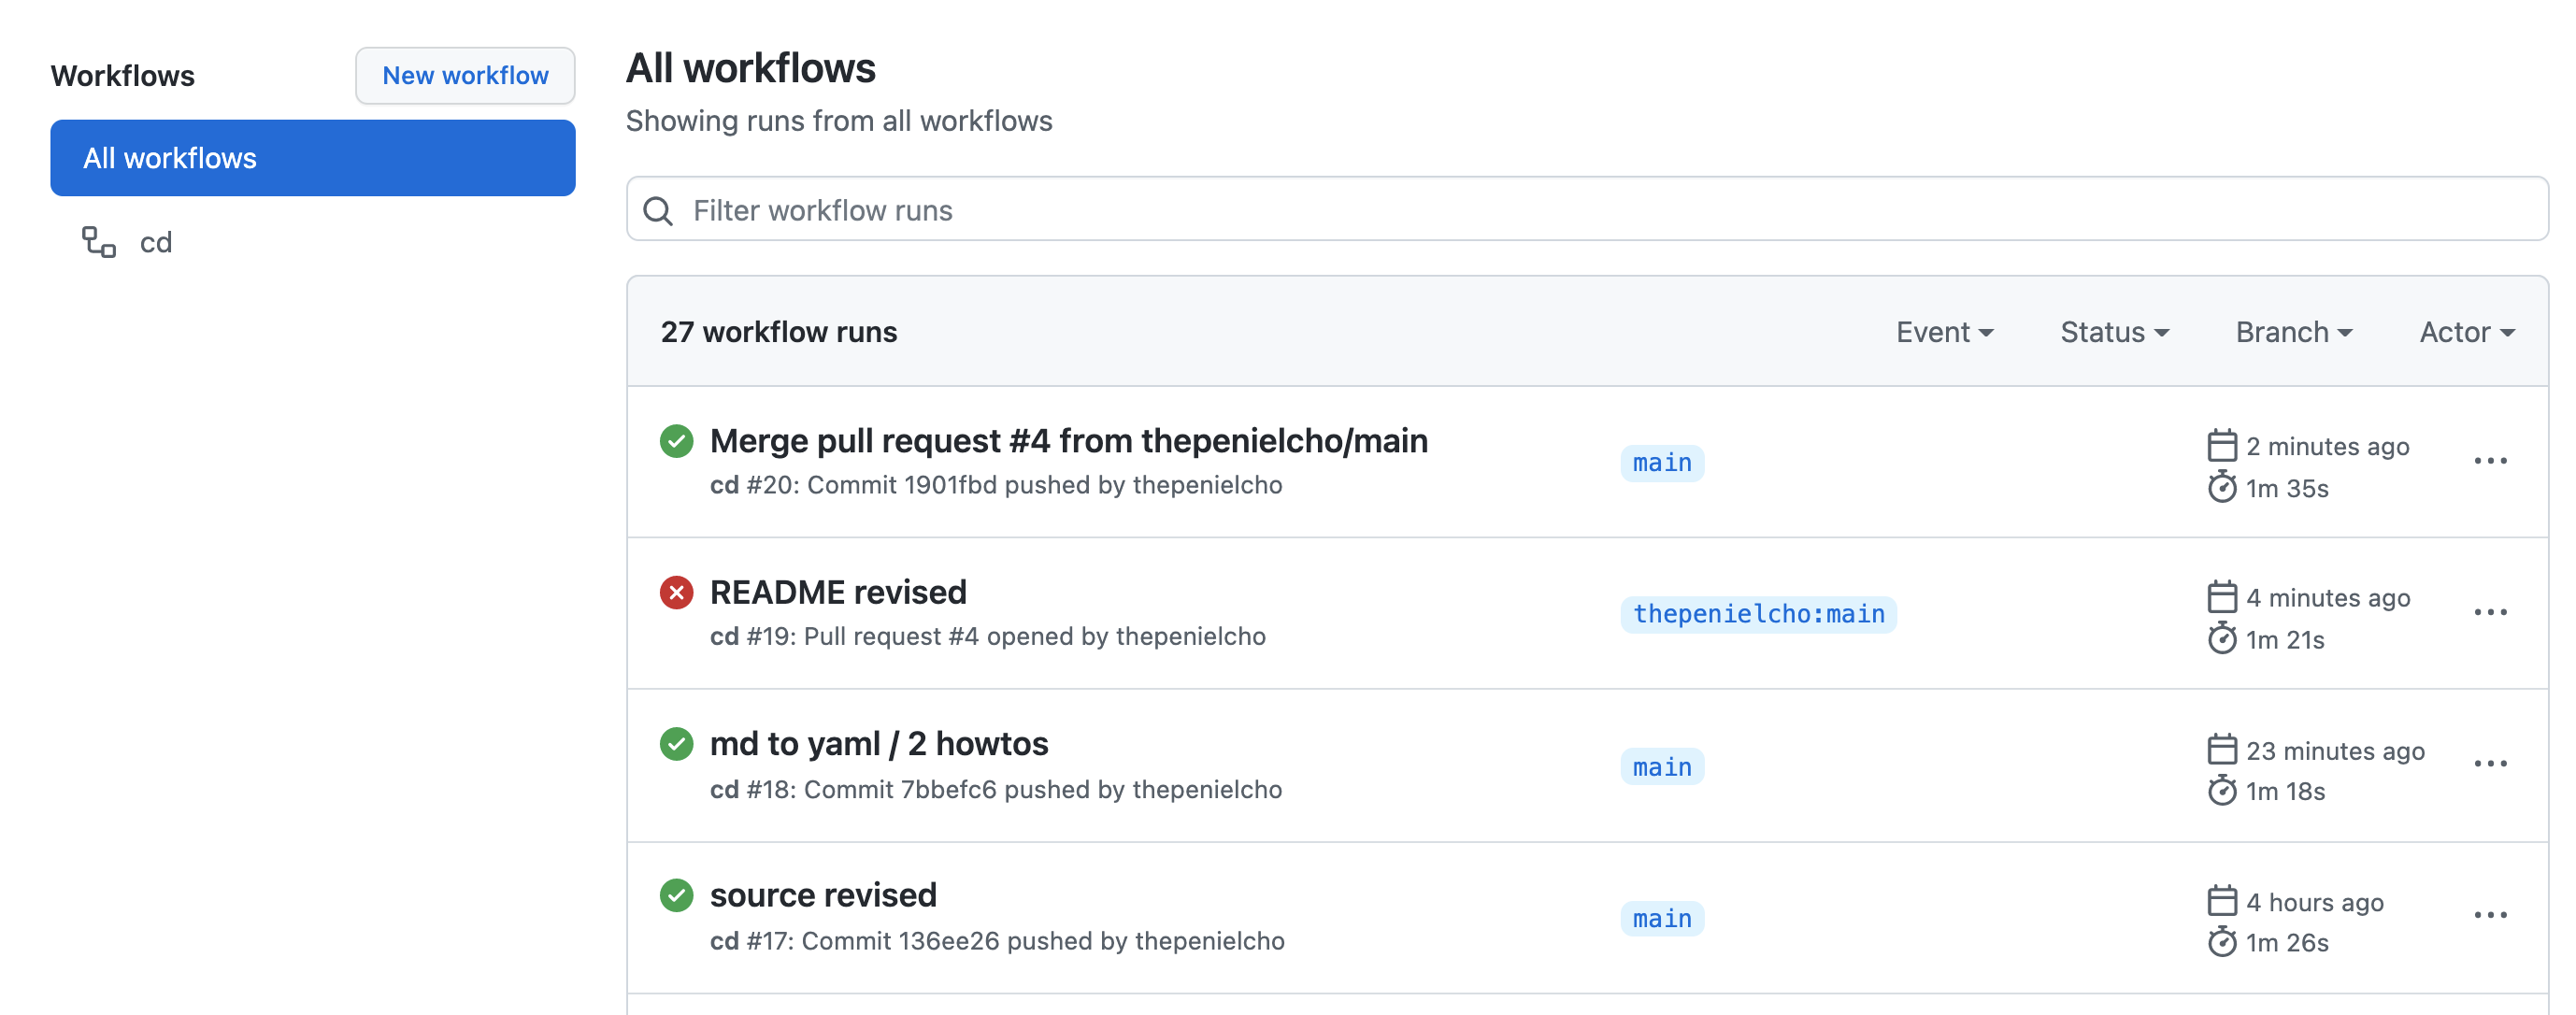 Workflows
New workflow
All workflows
cd
All workflows
Showing runs from all workflows
Filter workflow runs
27 workflow runs
Event
Status
Branch
Actor
Merge pull request #4 from thepenielcho/main
cd #20: Commit 1901fbd pushed by thepenielcho
main
2 minutes ago
1m 35s
README revised
cd #19: Pull request #4 opened by thepenielcho
thepenielcho:main
4 minutes ago
1m 21s
md to yaml / 2 howtos
cd #18: Commit 7bbefc6 pushed by thepenielcho
main
23 minutes ago
1m 18s
source revised
cd #17: Commit 136ee26 pushed by thepenielcho
main
4 hours ago
1m 26s